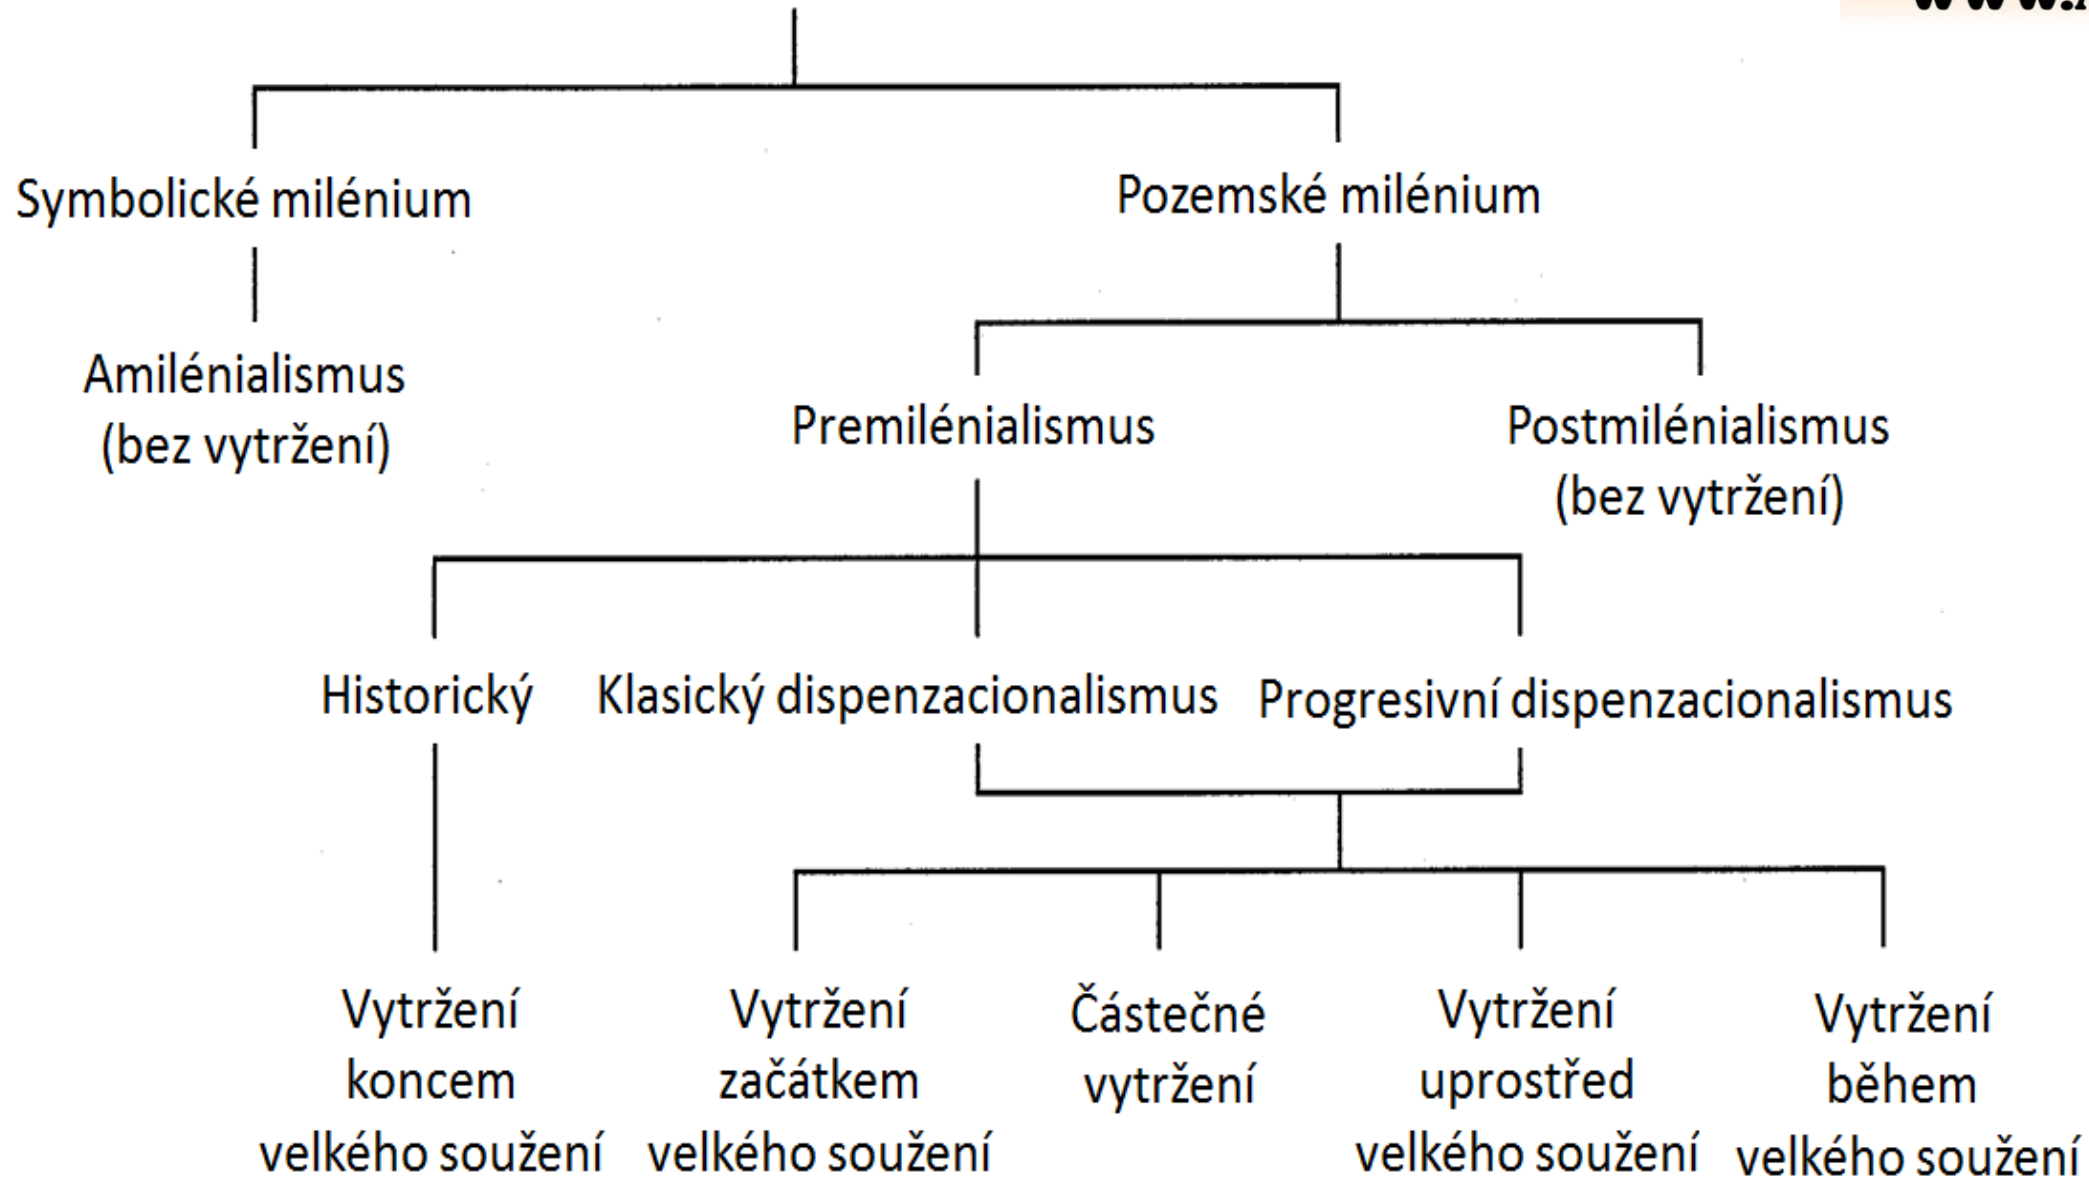 Symbolické milénium
Pozemské milénium
Amilénialismus
(bez vytržení)
Premilénialismus
Postmilénialismus
(bez vytržení)
Historický
Klasický dispenzacionalismus
Progresivní dispenzacionalismus
Vytržení
koncem
velkého soužení
Vytržení
začátkem
velkého soužení
Částečné
vytržení
Vytržení
uprostřed
velkého soužení
Vytržení
během
velkého soužení